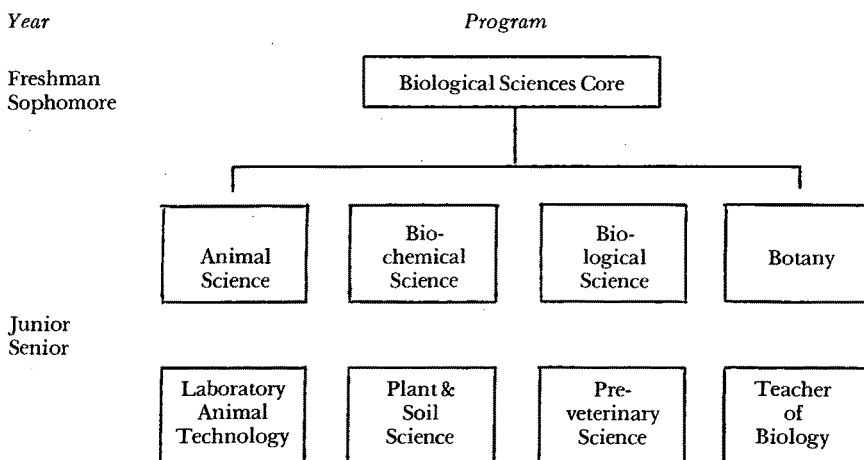 Year Program
Freshman
Sophomore
Biological Sciences Core
Animal
Science
Bio-
chemical
Science
Bio-
logical
Science
Botany
Junior
Senior
Laboratory
Animal
Technology
Plant &
Soil
Science
Pre-
veterinary
Science
Teacher
of
Biology